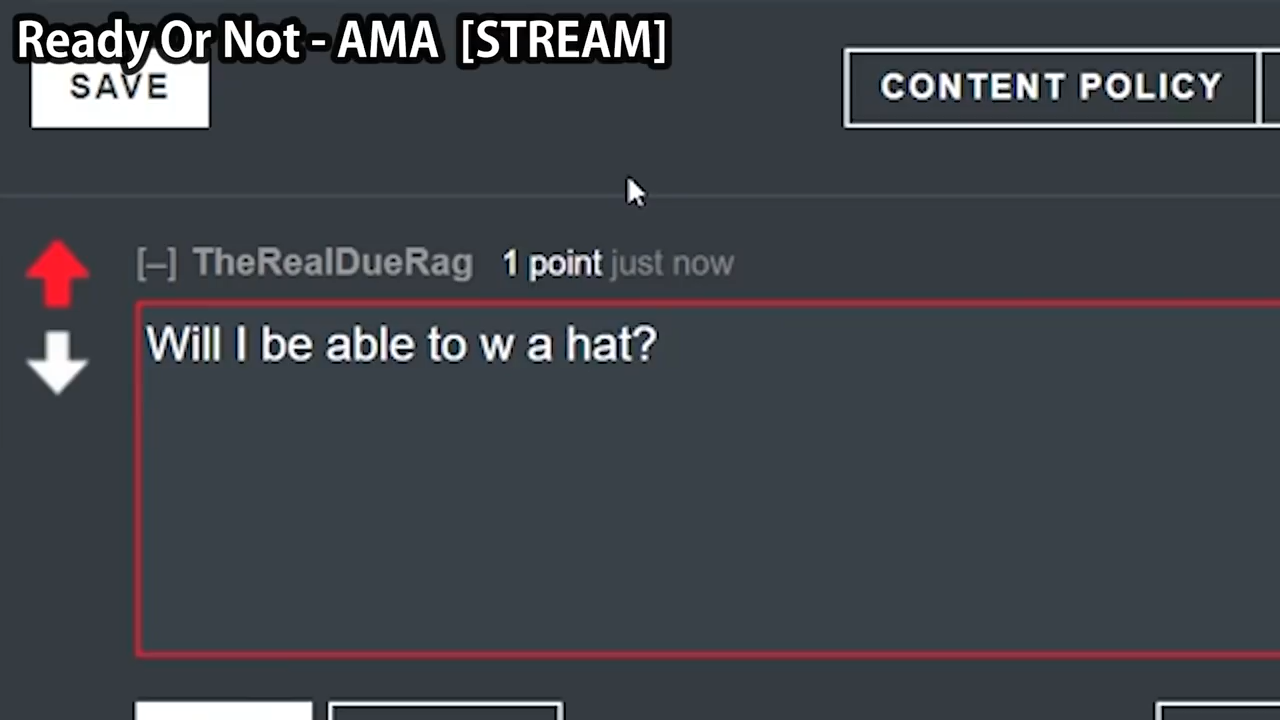 Ready Or Not - AMA [STREAM]
SAVE
CONTENT POLICY
[–] TheRealDueRag 1 point just now
Will I be able to w a hat?